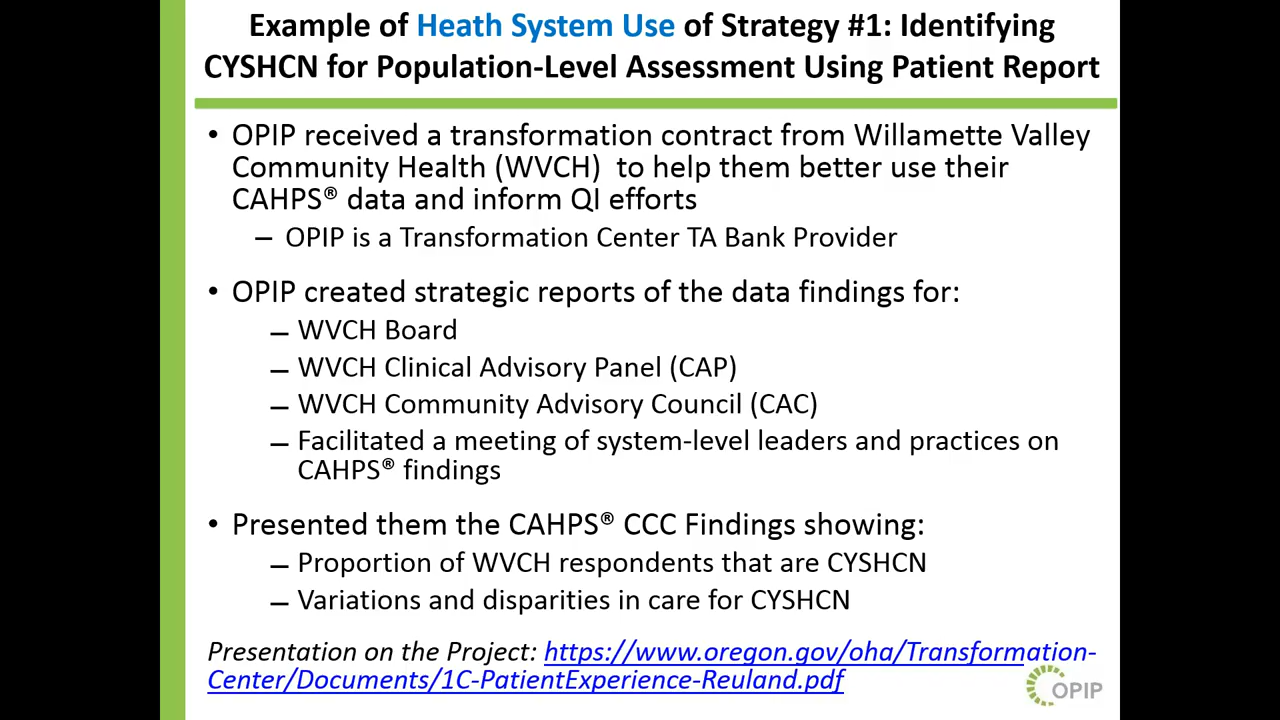 Example of Heath System Use of Strategy #1: Identifying
CYSHCN for Population-Level Assessment Using Patient Report
• OPIP received a transformation contract from Willamette Valley
Community Health (WVCH) to help them better use their
CAHPS® data and inform QI efforts
– OPIP is a Transformation Center TA Bank Provider
• OPIP created strategic reports of the data findings for:
– WVCH Board
– WVCH Clinical Advisory Panel (CAP)
– WVCH Community Advisory Council (CAC)
– Facilitated a meeting of system-level leaders and practices on
CAHPS® findings
• Presented them the CAHPS® CCC Findings showing:
– Proportion of WVCH respondents that are CYSHCN
– Variations and disparities in care for CYSHCN
Presentation on the Project: https://www.oregon.gov/oha/Transformation-
Center/Documents/1C-PatientExperience-Reuland.pdf
OPIP